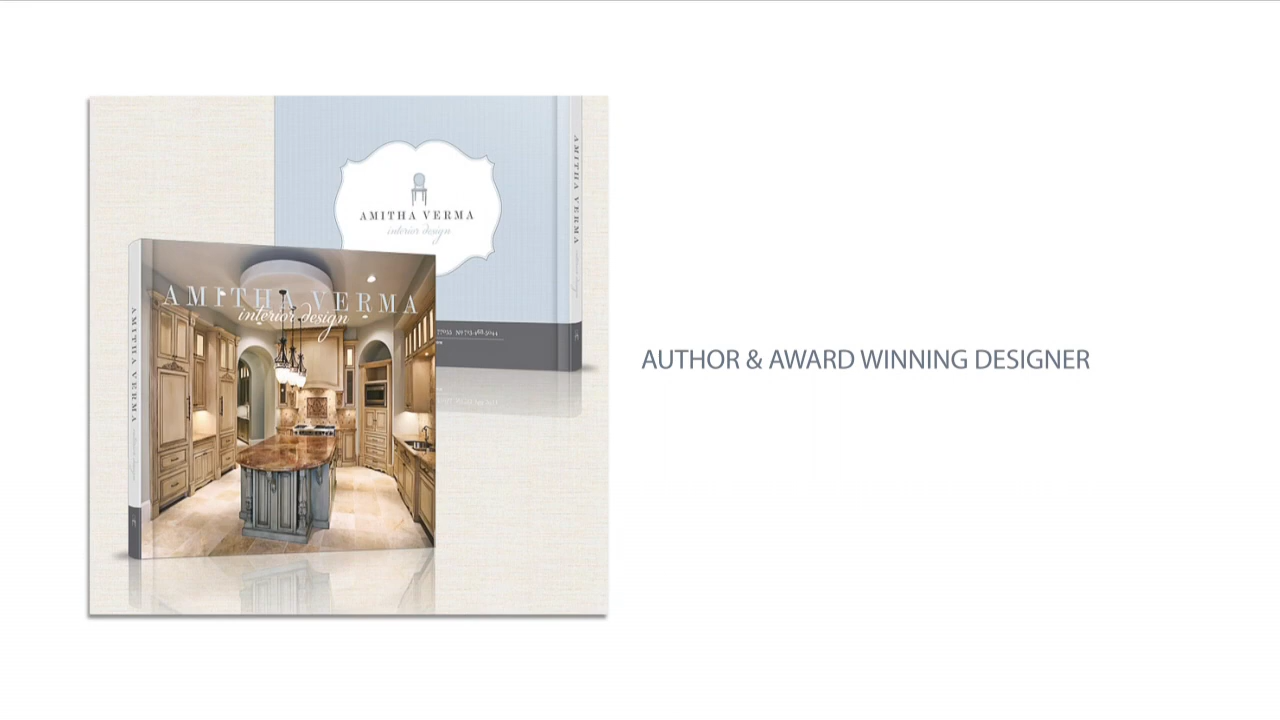 AMITHA VERMA
interior design
AMITHA VERMA
AMITHA VERMA
interior design
AMITHA VERMA
AUTHOR & AWARD WINNING DESIGNER